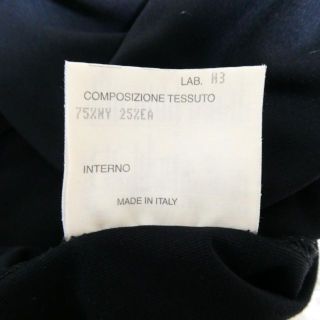 LAB. H3
COMPOSIZIONE TESSUTO
75%NY 25%EA
INTERNO
MADE IN ITALY